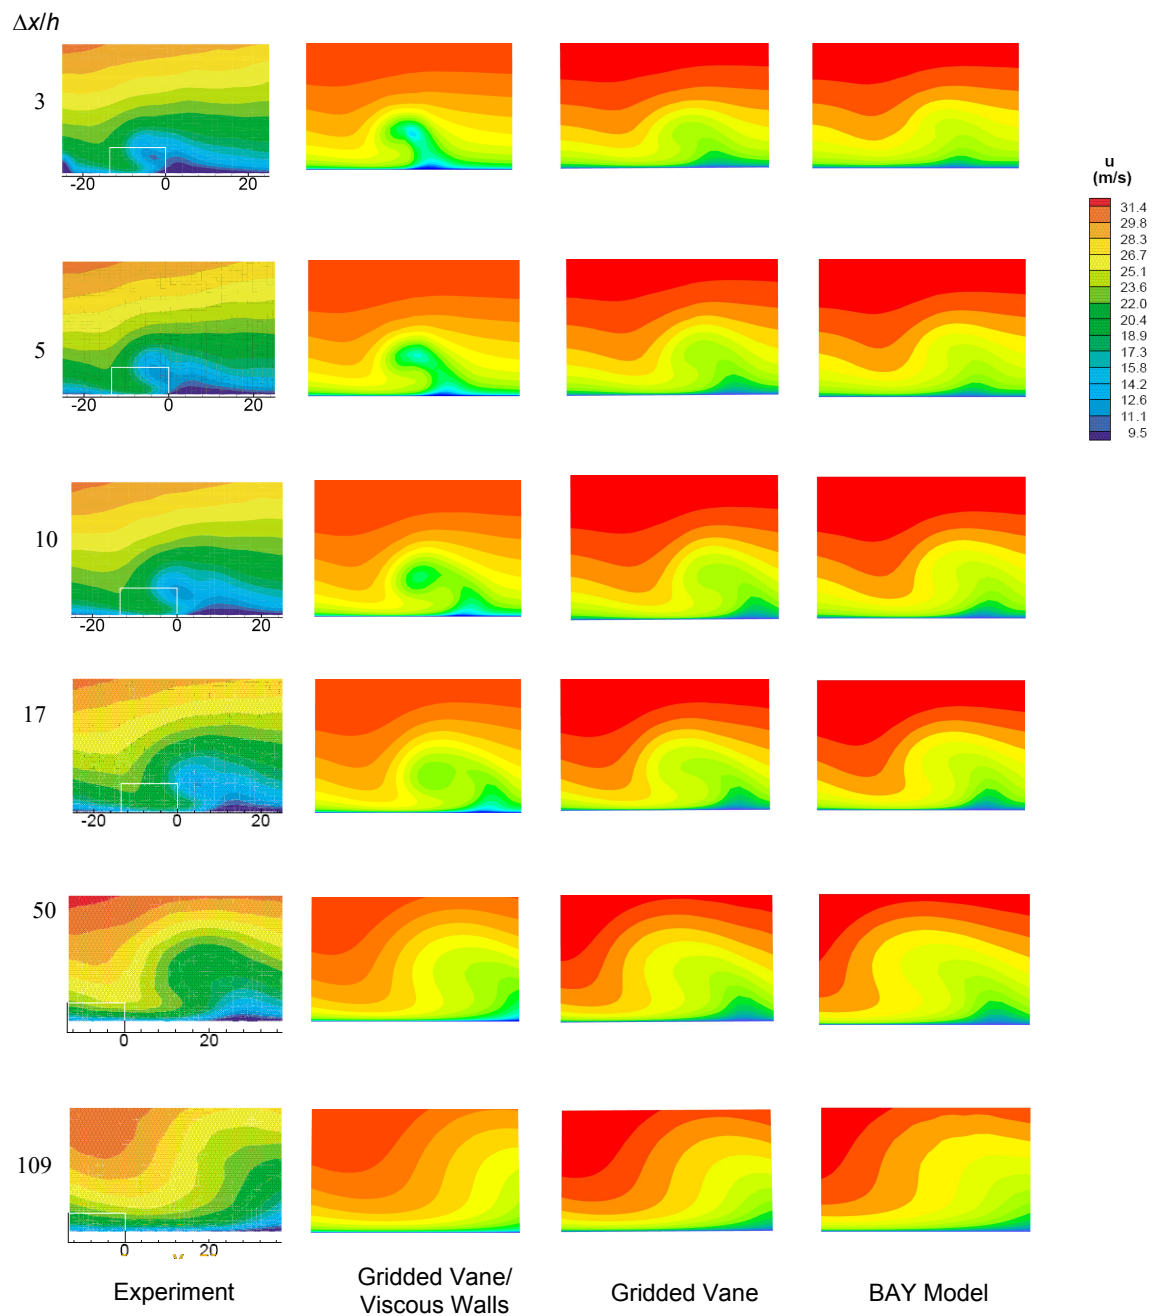 Δx/h
3
-20 0 20
u
(m/s)
31.4
29.8
28.3
26.7
25.1
23.6
22.0
20.4
18.9
17.3
15.8
14.2
12.6
11.1
9.5
5
-20 0 20
10
-20 0 20
17
-20 0 20
50
0 20
109
0 20
Experiment
Gridded Vane/
Viscous Walls
Gridded Vane
BAY Model